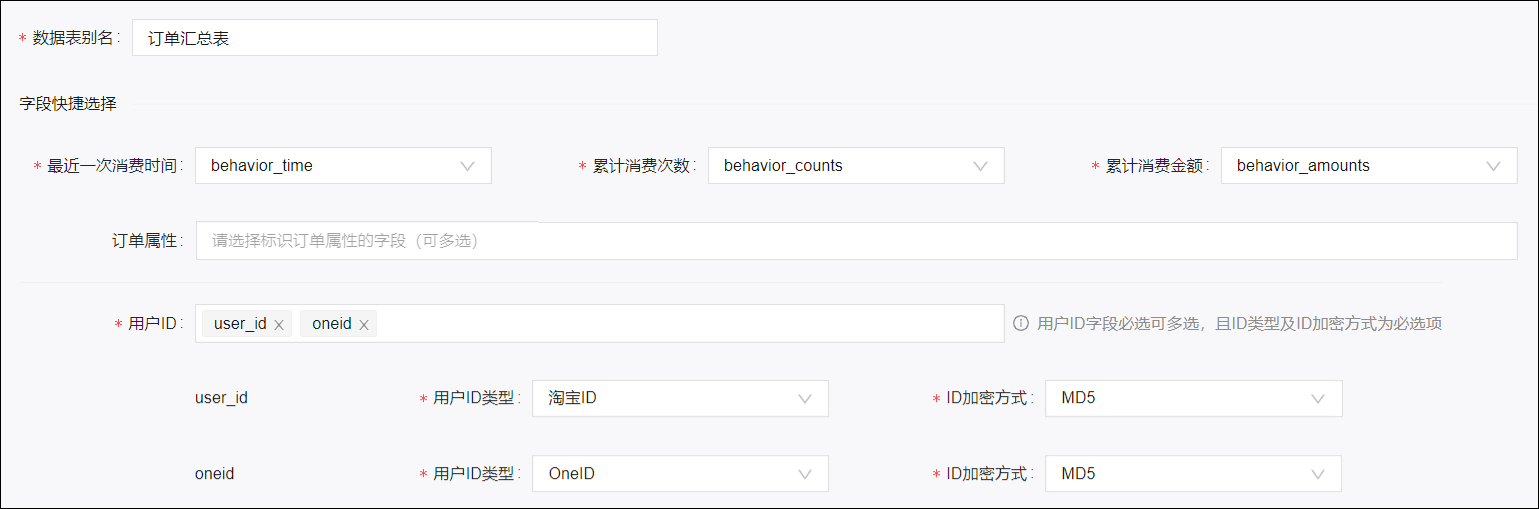 * 数据表别名: 订单汇总表
字段快捷选择
* 最近一次消费时间: behavior_time * 累计消费次数: behavior_counts * 累计消费金额: behavior_amounts
订单属性: 请选择标识订单属性的字段（可多选）
* 用户ID: user_id × oneid × 用户ID字段必选可多选，且ID类型及ID加密方式为必选项
user_id * 用户ID类型: 淘宝ID * ID加密方式: MD5
oneid * 用户ID类型: OneID * ID加密方式: MD5